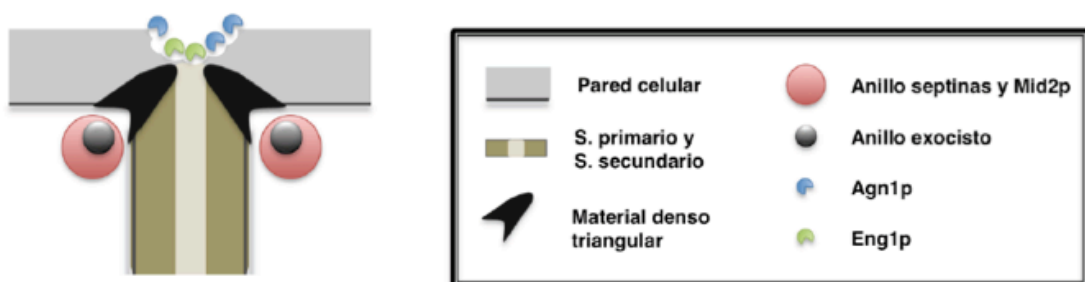 Pared celular
S. primario y
S. secundario
Material denso
triangular
Anillo septinas y Mid2p
Anillo exocisto
Agn1p
Eng1p